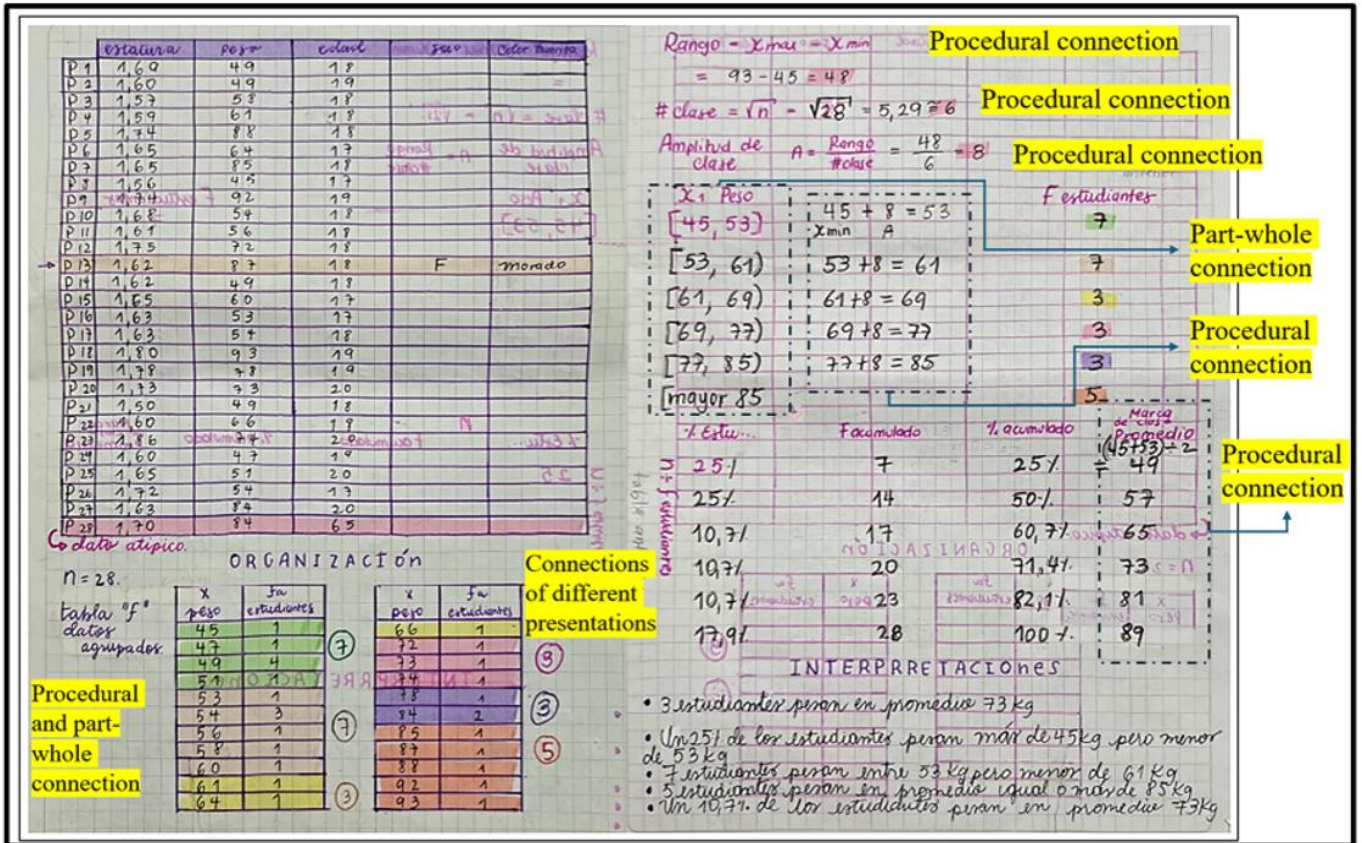 estatura peso edad sexo Color
P1 1,69 49 18
P2 1,60 49 19
P3 1,57 58 18
P4 1,59 61 18
P5 1,74 88 18
P6 1,65 64 17
P7 1,65 85 18
P8 1,56 45 17
P9 92 19
P10 1,68 54 18
P11 1,61 56 18
P12 1,75 72 18
P13 1,62 87 18 F morado
P14 1,62 49 18
P15 1,65 60 17
P16 1,63 53 17
P17 1,63 54 18
P18 1,80 93 19
P19 1,78 78 19
P20 1,73 73 20
P21 1,50 49 18
P22 1,60 66 19
P23 1,86
P24 1,60 47 19
P25 1,65 51 20
P26 1,72 54 17
P27 1,63 84 20
P28 1,70 84 65
dato atipico.
ORGANIZACIÓN
n = 28.
tabla "f"
datos
agrupados
x fa
peso estudiantes
45 1
47 1
49 4
51 1
7
53 1
54 3
56 1
58 1
60 1
7
61 1
64 1
3
x fa
peso estudiantes
66 1
72 1
73 1
74 1
3
78 1
84 2
3
85 1
87 1
88 1
92 1
93 1
5
Procedural
and part-
whole
connection
Connections
of different
presentations
Rango = X max - X min
Procedural connection
= 93 - 45 = 48
# clase = √n = √28 = 5,29 ≅ 6
Procedural connection
Amplitud de
clase
A = Rango / #clase = 48 / 6 = 8
Procedural connection
X, Peso F estudiantes
[45, 53) 45 + 8 = 53 7
Xmin A
[53, 61) 53 +8 = 61 7
[61, 69) 61 +8 = 69 3
[69, 77) 69 +8 = 77 3
[77, 85) 77 +8 = 85 3
[mayor 85 5
Part-whole
connection
Procedural
connection
% Estu... F acumulado % acumulado Marca de clase
Promedio
(45+53)÷2
25% 7 25% = 49
25% 14 50% 57
10,7% 17 60,7% 65
10,7% 20 71,4% 73
10,7% 23 82,1% 81
17,9% 28 100% 89
Procedural
connection
INTERPRRETACIONES
• 3 estudiantes pesan en promedio 73 kg
• Un 25% de los estudiantes pesan más de 45kg pero menor
de 53 kg
• 7 estudiantes pesan entre 53 kg pero menor de 61 kg
• 5 estudiantes pesan en promedio igual o mas de 85 kg
• Un 10,7% de los estudiantes pesan en promedio 73kg